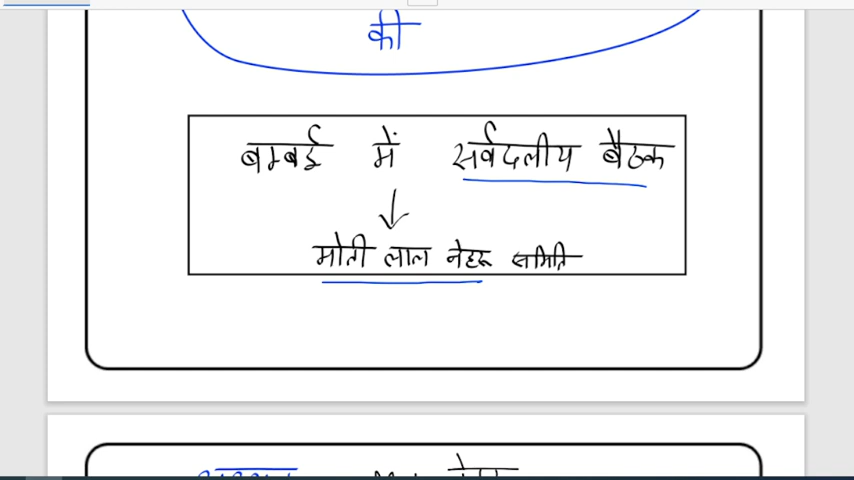 की
बम्बई में सर्वदलीय बैठक
↓
मोती लाल नेहरू समिति